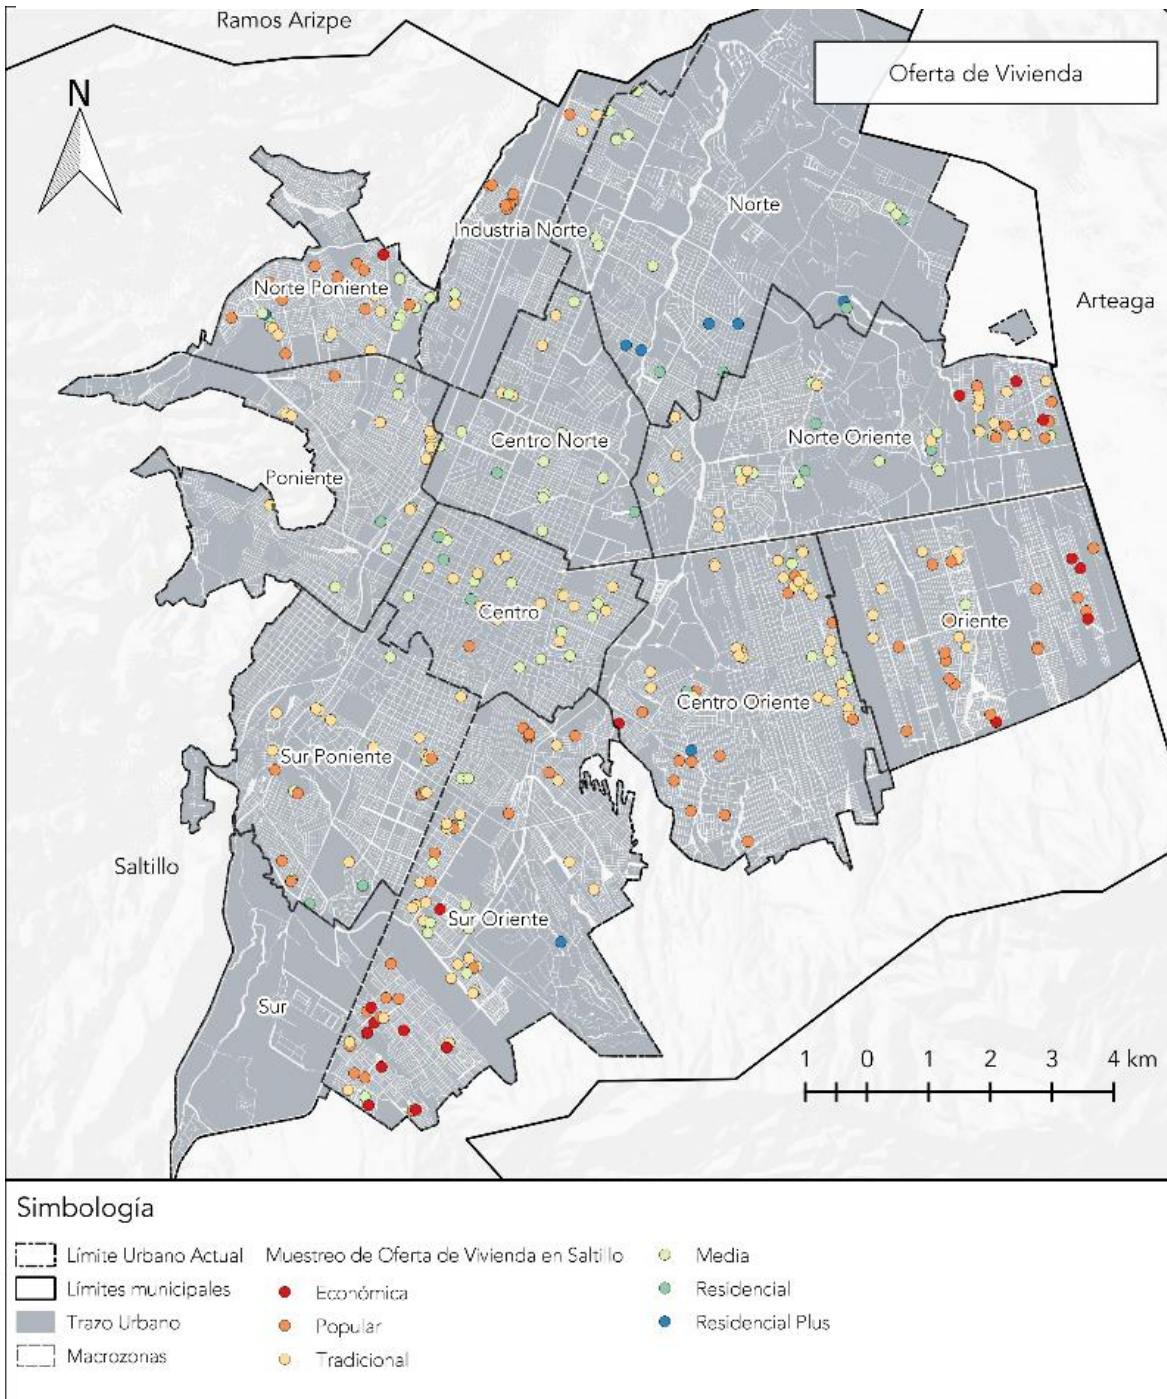 Ramos Arizpe
Oferta de Vivienda
N
Norte
Industria Norte
Norte Poniente
Arteaga
Centro Norte
Norte Oriente
Poniente
Centro
Oriente
Centro Oriente
Sur Poniente
Saltillo
Sur Oriente
Sur
1 0 1 2 3 4 km
Simbología
Límite Urbano Actual
Límites municipales
Trazo Urbano
Macrozonas
Muestreo de Oferta de Vivienda en Saltillo
Económica
Popular
Tradicional
Media
Residencial
Residencial Plus